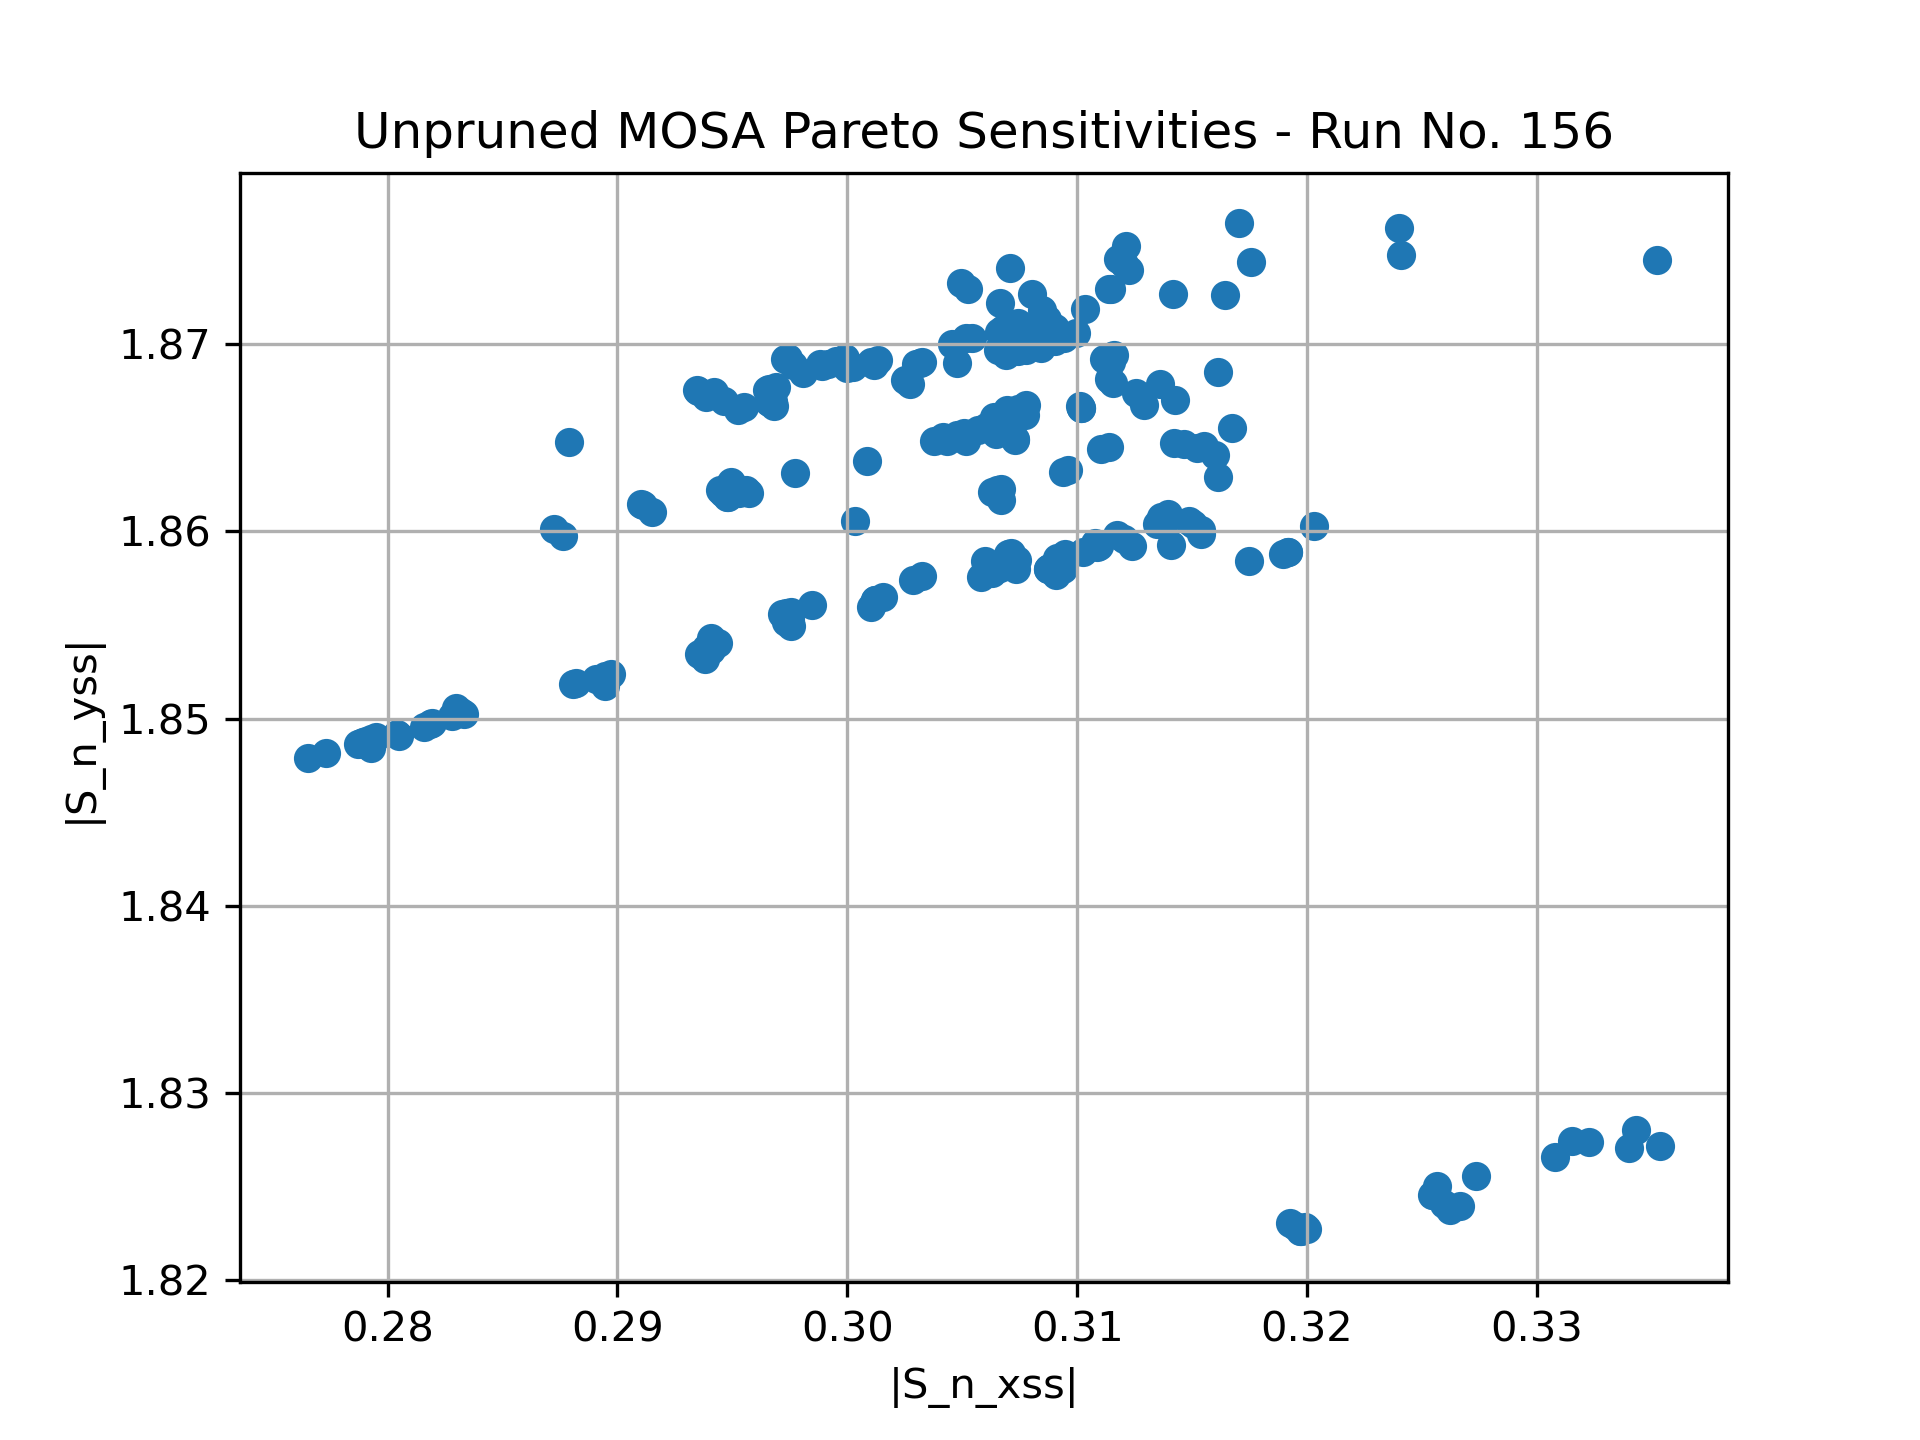 Unpruned MOSA Pareto Sensitivities - Run No. 156
|S_n_yss|
1.87
1.86
1.85
1.84
1.83
1.82
0.28 0.29 0.30 0.31 0.32 0.33
|S_n_xss|